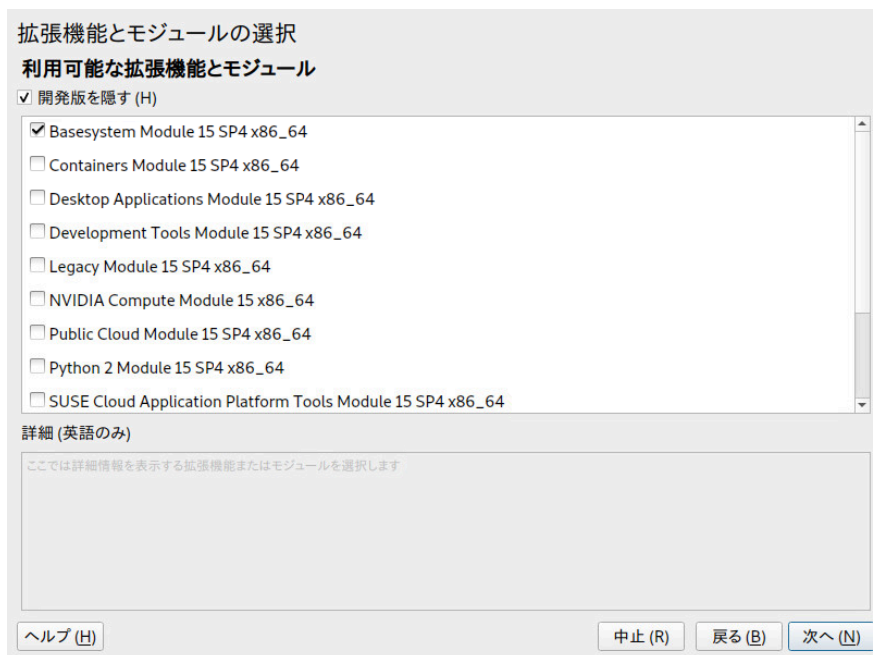 拡張機能とモジュールの選択
利用可能な拡張機能とモジュール
開発版を隠す (H)
Basesystem Module 15 SP4 x86_64
Containers Module 15 SP4 x86_64
Desktop Applications Module 15 SP4 x86_64
Development Tools Module 15 SP4 x86_64
Legacy Module 15 SP4 x86_64
NVIDIA Compute Module 15 x86_64
Public Cloud Module 15 SP4 x86_64
Python 2 Module 15 SP4 x86_64
SUSE Cloud Application Platform Tools Module 15 SP4 x86_64
詳細 (英語のみ)
ここでは詳細情報を表示する拡張機能またはモジュールを選択します
ヘルプ (H) 中止 (R) 戻る (B) 次へ (N)